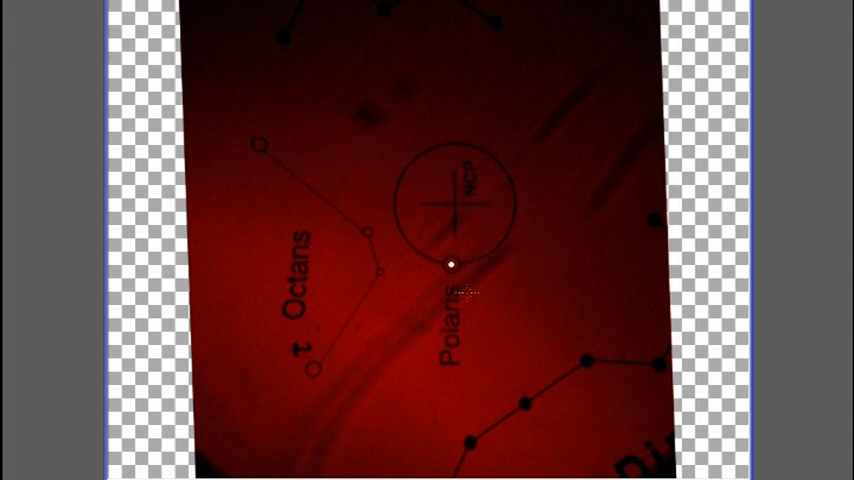 NCP
τ Octans
Polaris